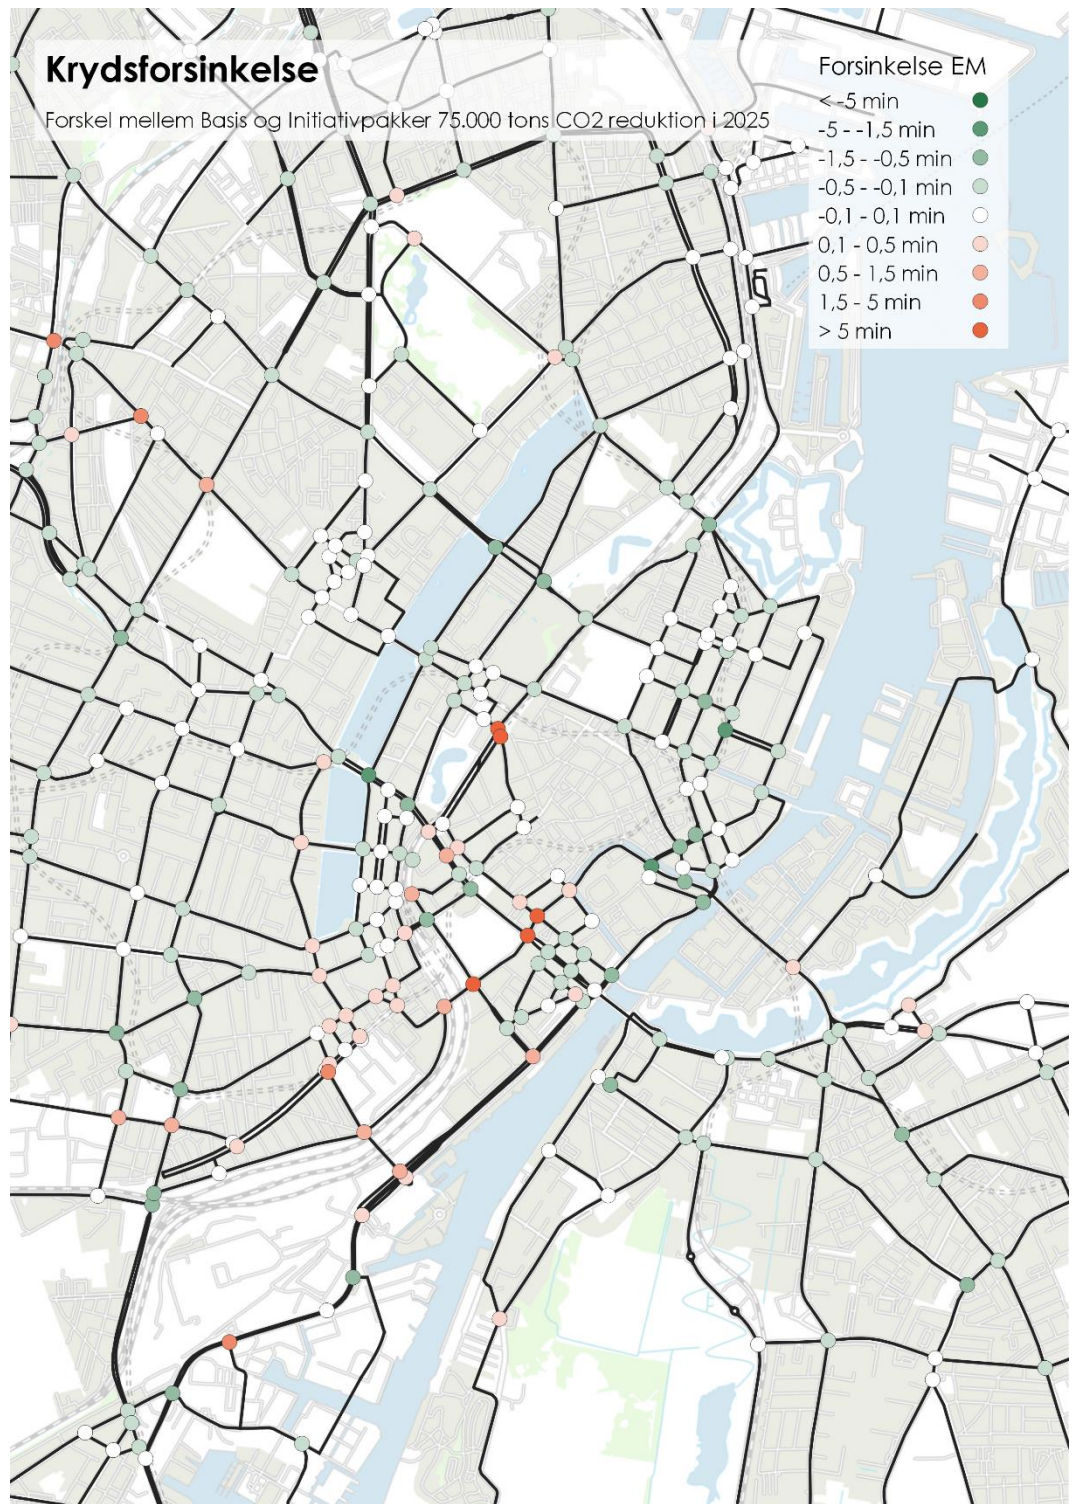 Krydsforsinkelse
Forskel mellem Basis og Initiativpakker 75.000 tons CO2 reduktion i 2025
Forsinkelse EM
< -5 min
-5 - -1,5 min
-1,5 - -0,5 min
-0,5 - -0,1 min
-0,1 - 0,1 min
0,1 - 0,5 min
0,5 - 1,5 min
1,5 - 5 min
> 5 min